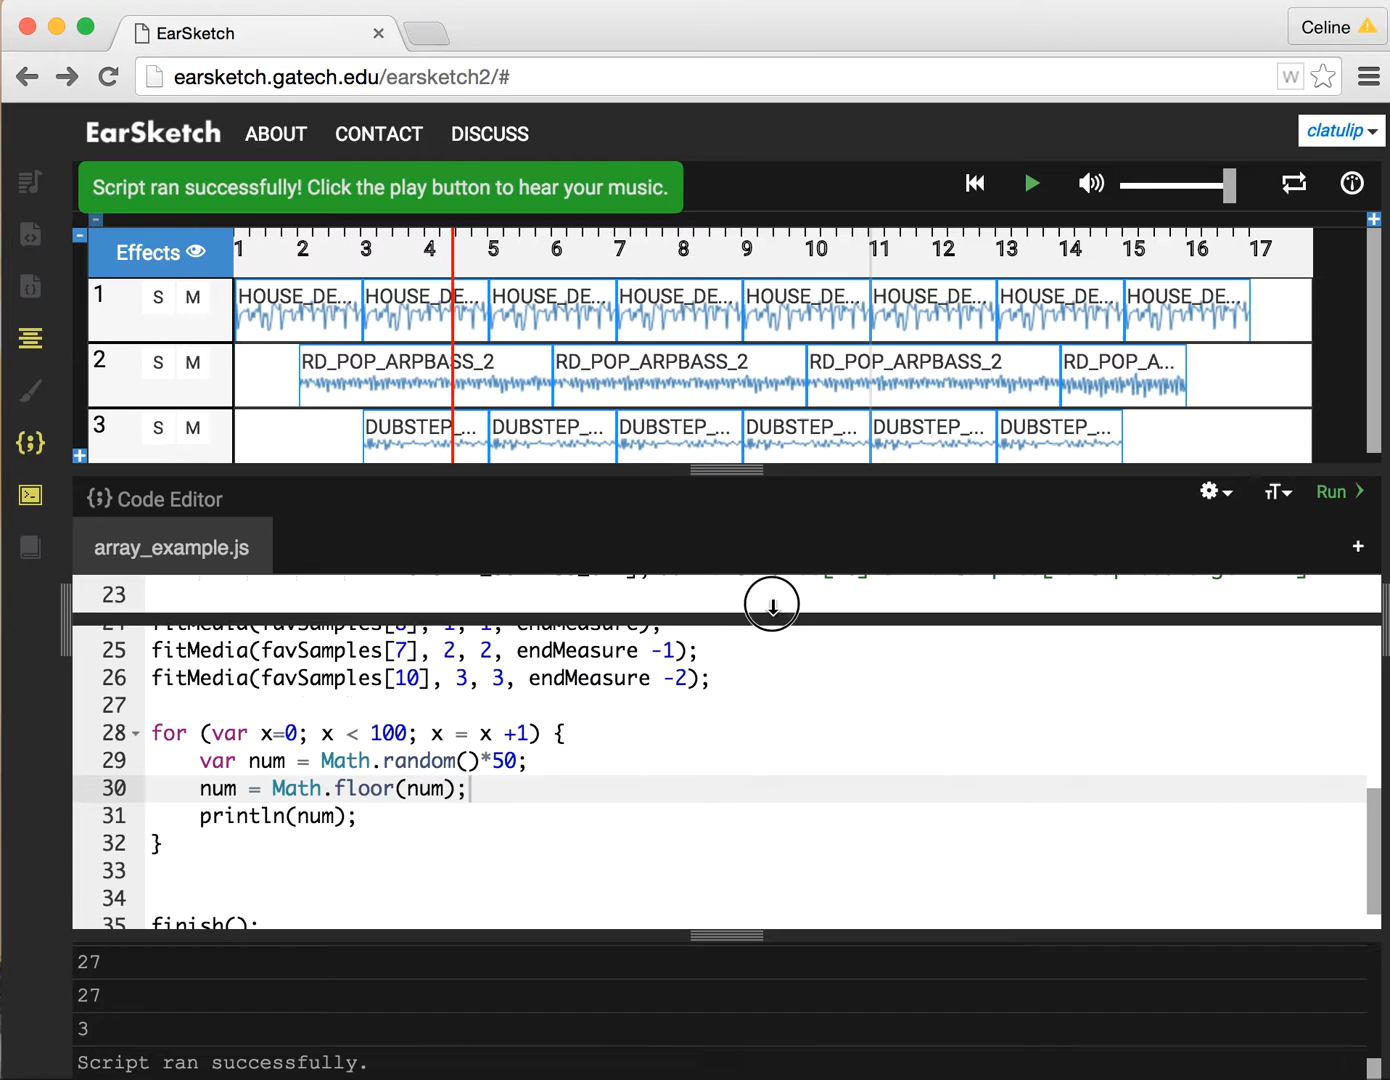 EarSketch
Celine
earsketch.gatech.edu/earsketch2/#
W
EarSketch ABOUT CONTACT DISCUSS
clatulip
Script ran successfully! Click the play button to hear your music.
Effects
1 2 3 4 5 6 7 8 9 10 11 12 13 14 15 16 17
1 S M HOUSE_DE... HOUSE_DE... HOUSE_DE... HOUSE_DE... HOUSE_DE... HOUSE_DE... HOUSE_DE... HOUSE_DE...
2 S M RD_POP_ARPBASS_2 RD_POP_ARPBASS_2 RD_POP_ARPBASS_2 RD_POP_A...
3 S M DUBSTEP_... DUBSTEP_... DUBSTEP_... DUBSTEP_... DUBSTEP_... DUBSTEP_...
{;} Code Editor
Run
array_example.js
+
23
25 fitMedia(favSamples[7], 2, 2, endMeasure -1);
26 fitMedia(favSamples[10], 3, 3, endMeasure -2);
27
28 for (var x=0; x < 100; x = x +1) {
29 var num = Math.random()*50;
30 num = Math.floor(num);
31 println(num);
32 }
33
34
35 finish();
27
27
3
Script ran successfully.